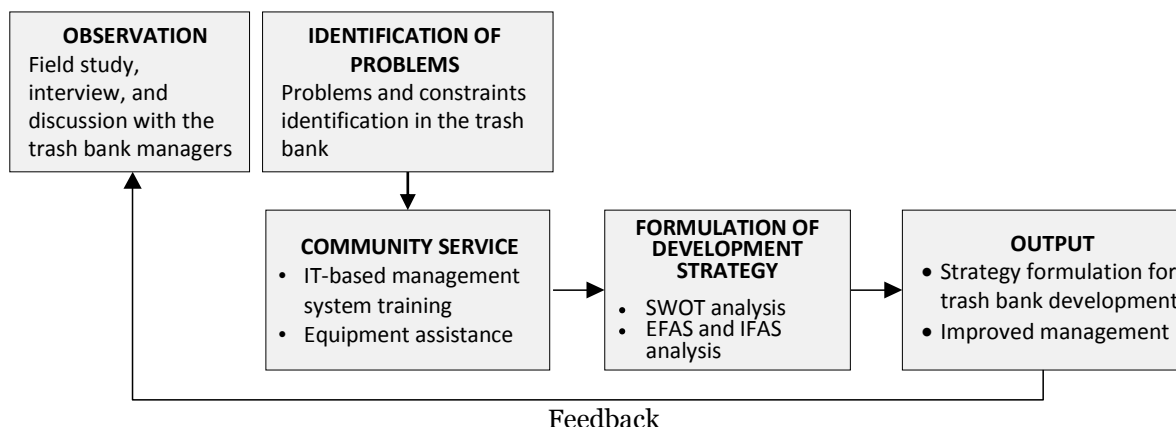 OBSERVATION
Field study,
interview, and
discussion with the
trash bank managers
IDENTIFICATION OF
PROBLEMS
Problems and constraints
identification in the trash
bank
COMMUNITY SERVICE
• IT-based management
system training
• Equipment assistance
FORMULATION OF
DEVELOPMENT
STRATEGY
• SWOT analysis
• EFAS and IFAS
analysis
OUTPUT
• Strategy formulation for
trash bank development
• Improved management
Feedback